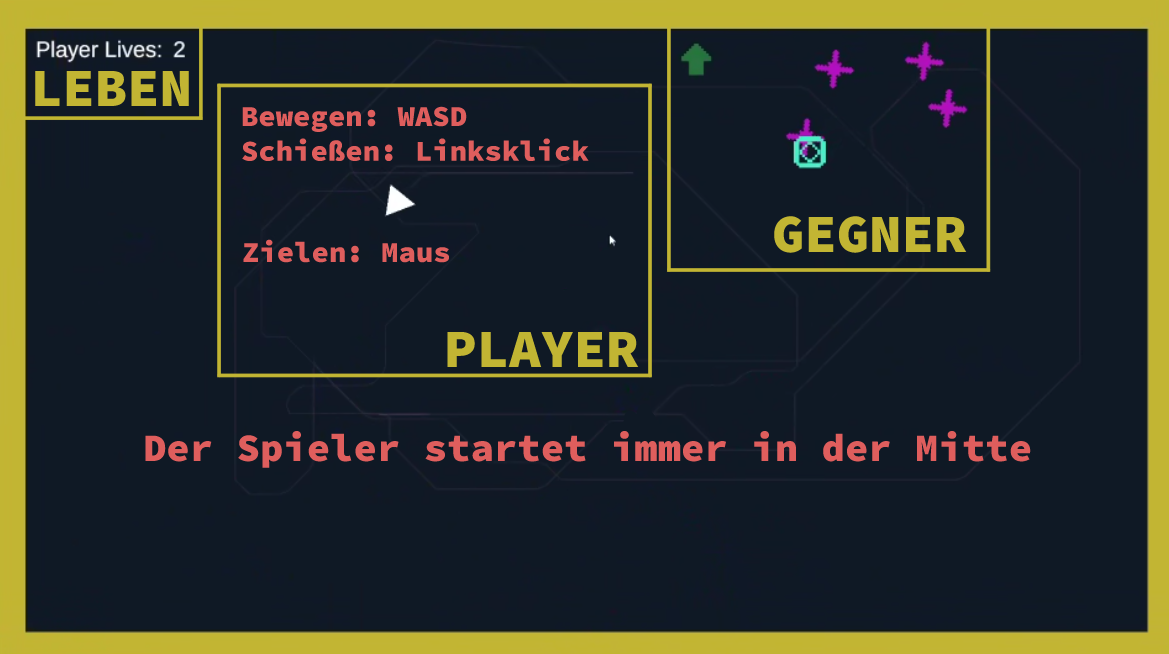 Player Lives: 2
LEBEN
Bewegen: WASD
Schießen: Linksklick
Zielen: Maus
PLAYER
GEGNER
Der Spieler startet immer in der Mitte